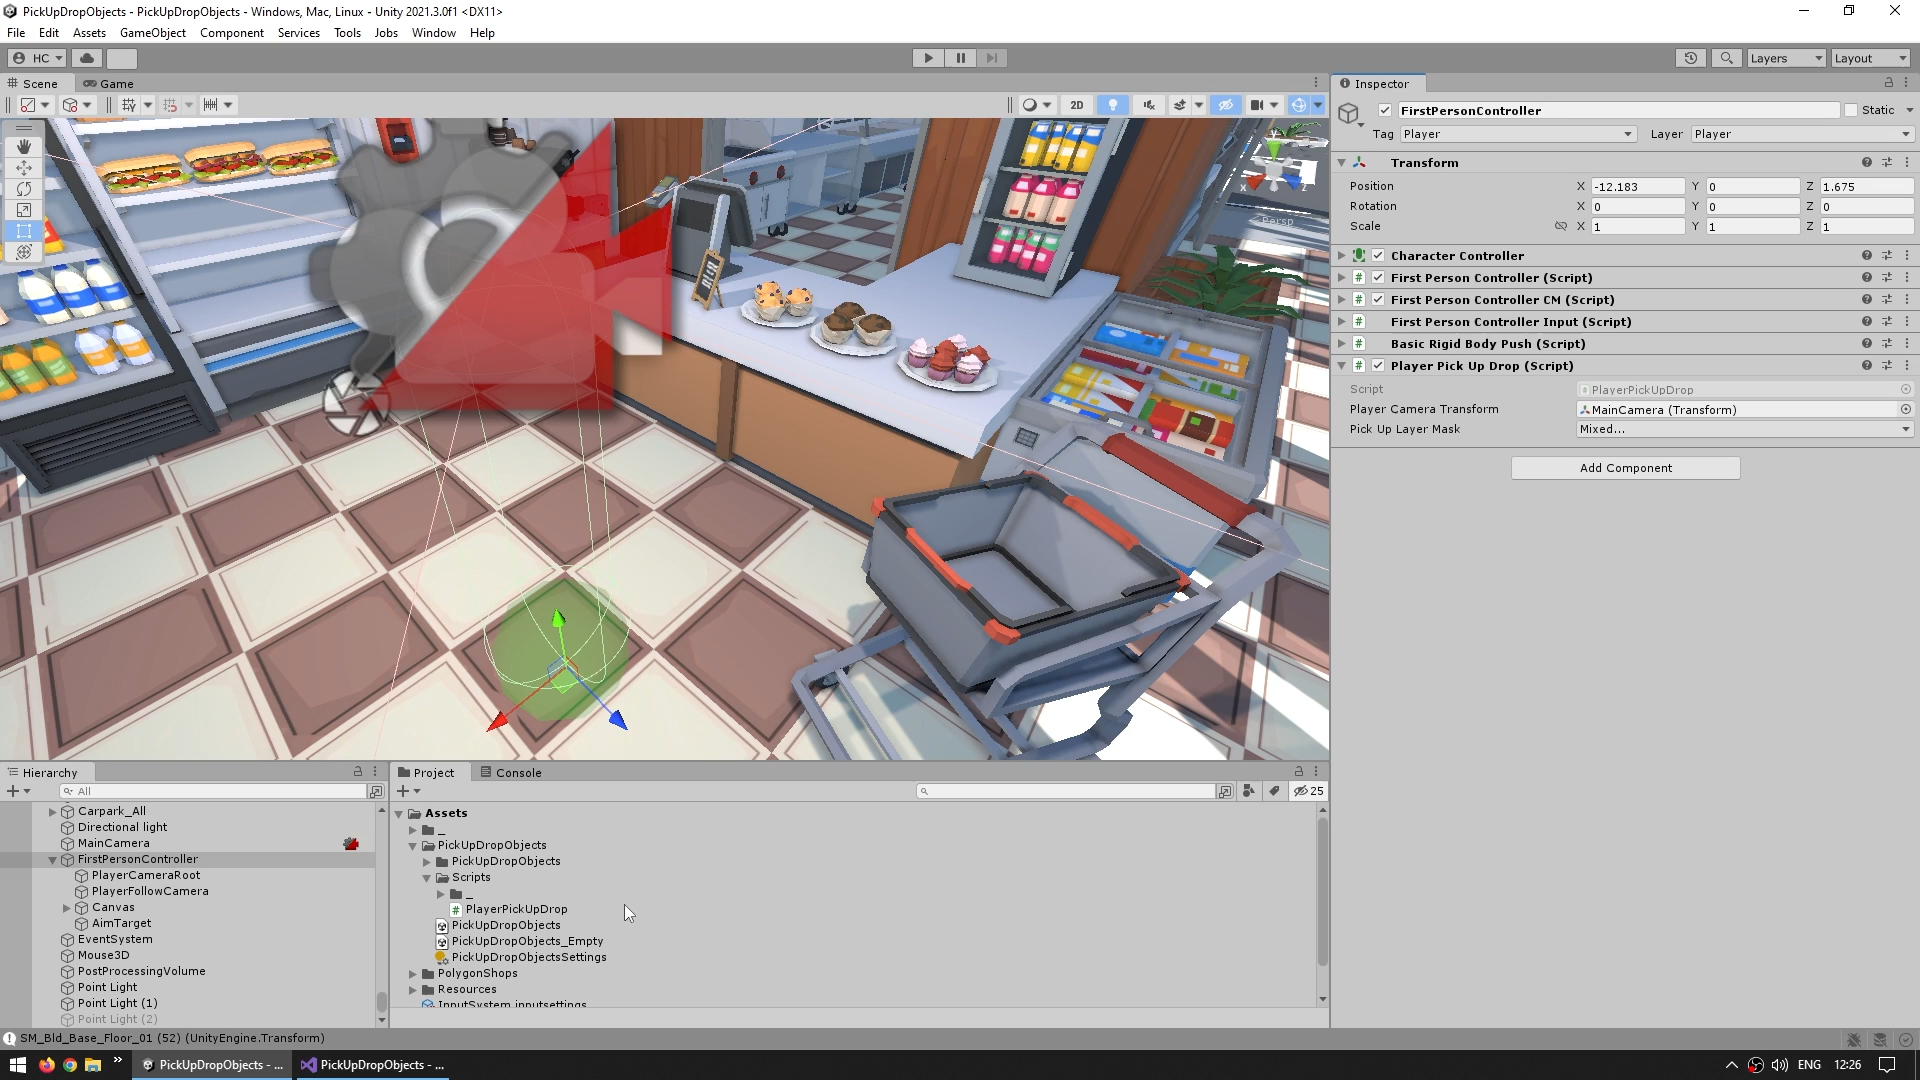 PickUpDropObjects - PickUpDropObjects - Windows, Mac, Linux - Unity 2021.3.0f1 <DX11>
File Edit Assets GameObject Component Services Tools Jobs Window Help
HC Layers Layout
Scene Game
2D
Persp
Inspector
FirstPersonController Static
Tag Player Layer Player
Transform
Position X -12.183 Y 0 Z 1.675
Rotation X 0 Y 0 Z 0
Scale X 1 Y 1 Z 1
Character Controller
First Person Controller (Script)
First Person Controller CM (Script)
First Person Controller Input (Script)
Basic Rigid Body Push (Script)
Player Pick Up Drop (Script)
Script PlayerPickUpDrop
Player Camera Transform MainCamera (Transform)
Pick Up Layer Mask Mixed...
Add Component
Hierarchy
All
Carpark_All
Directional light
MainCamera
FirstPersonController
PlayerCameraRoot
PlayerFollowCamera
Canvas
AimTarget
EventSystem
Mouse3D
PostProcessingVolume
Point Light
Point Light (1)
Point Light (2)
Project Console
25
Assets
_
PickUpDropObjects
PickUpDropObjects
Scripts
_
PlayerPickUpDrop
PickUpDropObjects
PickUpDropObjects_Empty
PickUpDropObjectsSettings
PolygonShops
Resources
InputSystem.inputsettings
SM_Bld_Base_Floor_01 (52) (UnityEngine.Transform)
PickUpDropObjects - ... PickUpDropObjects - ... ENG 12:26